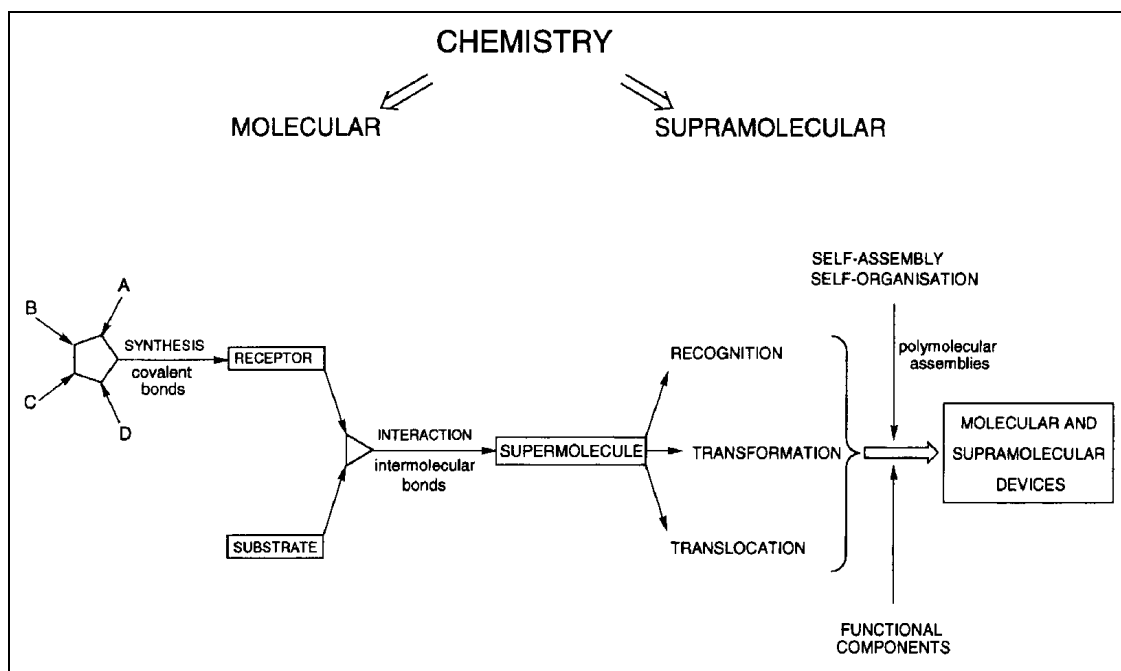 CHEMISTRY
MOLECULAR
SUPRAMOLECULAR
A
B
C
D
SYNTHESIS
covalent
bonds
RECEPTOR
SUBSTRATE
INTERACTION
intermolecular
bonds
SUPERMOLECULE
RECOGNITION
TRANSFORMATION
TRANSLOCATION
SELF-ASSEMBLY
SELF-ORGANISATION
polymolecular
assemblies
MOLECULAR AND
SUPRAMOLECULAR
DEVICES
FUNCTIONAL
COMPONENTS